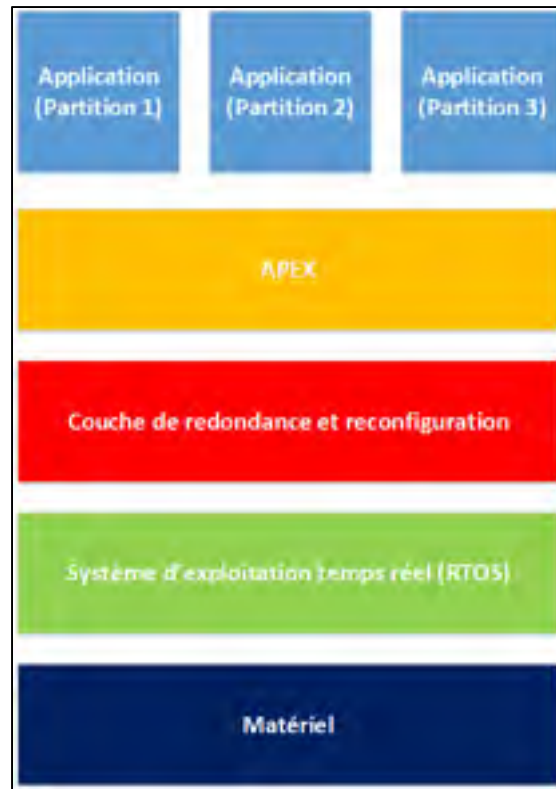 Application
(Partition 1)
Application
(Partition 2)
Application
(Partition 3)
APEX
Couche de redondance et reconfiguration
Système d'exploitation temps réel (RTOS)
Matériel